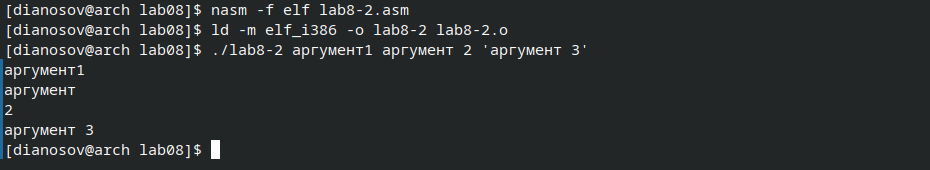 [dianosov@arch lab08]$ nasm -f elf lab8-2.asm
[dianosov@arch lab08]$ ld -m elf_i386 -o lab8-2 lab8-2.o
[dianosov@arch lab08]$ ./lab8-2 аргумент1 аргумент 2 'аргумент 3'
аргумент1
аргумент
2
аргумент 3
[dianosov@arch lab08]$